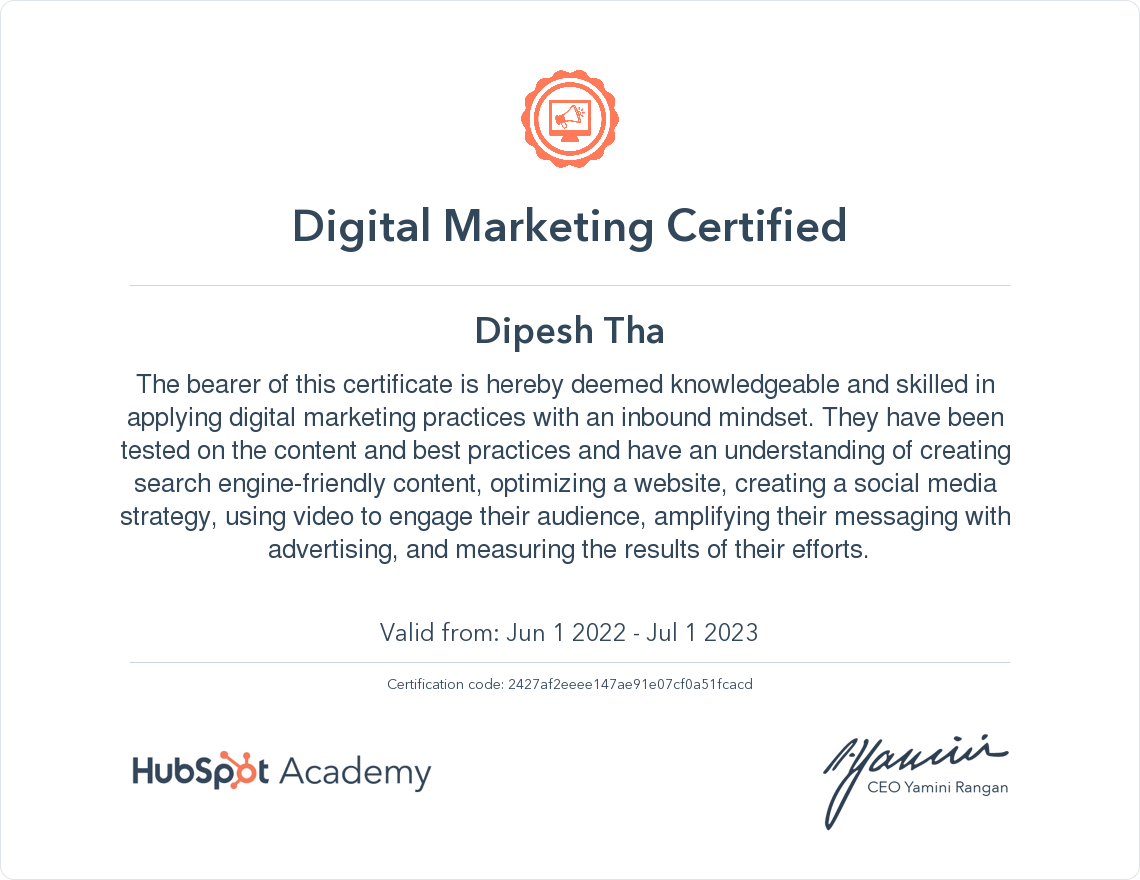 Digital Marketing Certified
Dipesh Tha
The bearer of this certificate is hereby deemed knowledgeable and skilled in
applying digital marketing practices with an inbound mindset. They have been
tested on the content and best practices and have an understanding of creating
search engine-friendly content, optimizing a website, creating a social media
strategy, using video to engage their audience, amplifying their messaging with
advertising, and measuring the results of their efforts.
Valid from: Jun 1 2022 - Jul 1 2023
Certification code: 2427af2eeee147ae91e07cf0a51fcacd
HubSpot Academy
CEO Yamini Rangan